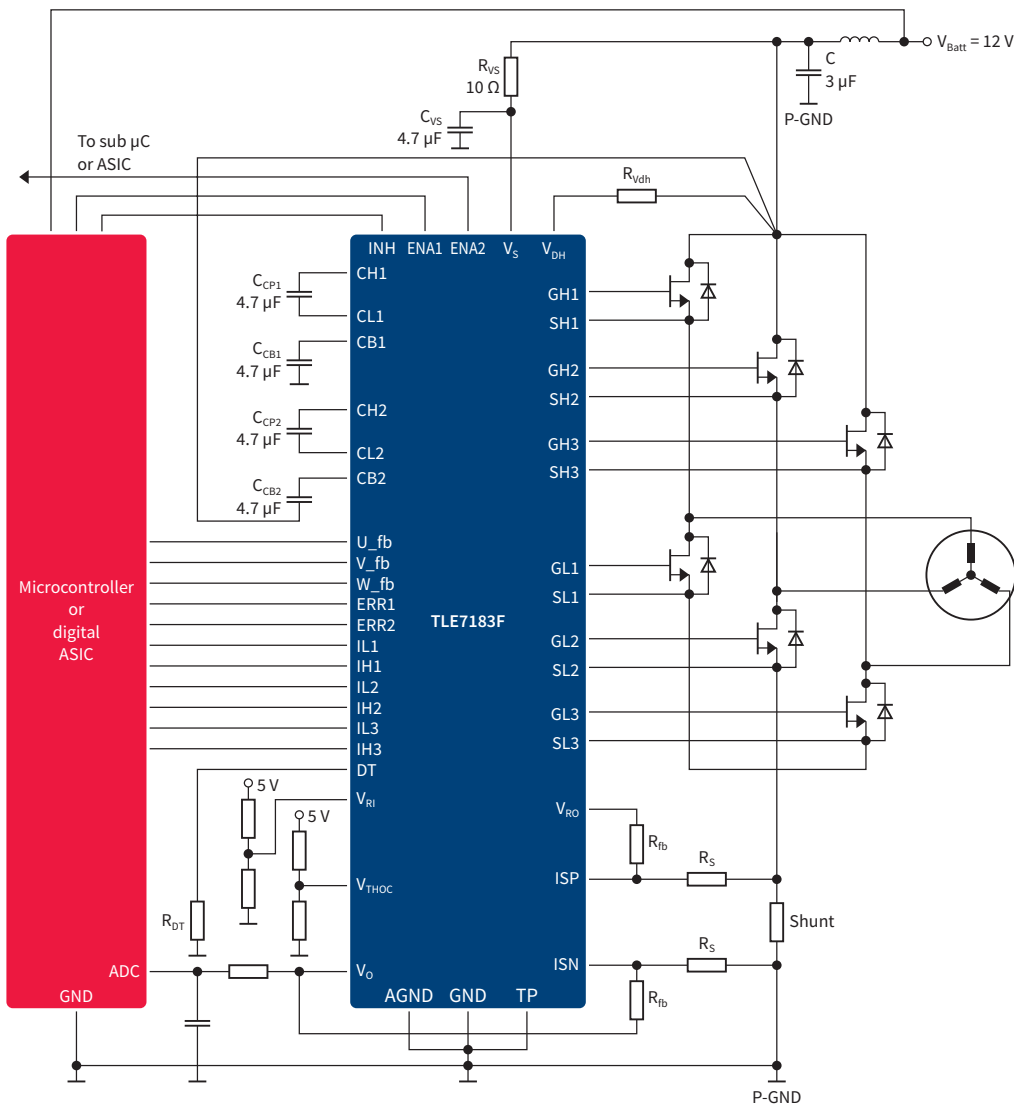 V_Batt = 12 V
R_VS
10 Ω
C
3 µF
P-GND
C_VS
4.7 µF
To sub µC
or ASIC
R_Vdh
INH
ENA1
ENA2
V_S
V_DH
C_CP1
4.7 µF
CH1
CL1
C_CB1
4.7 µF
CB1
C_CP2
4.7 µF
CH2
CL2
C_CB2
4.7 µF
CB2
GH1
SH1
GH2
SH2
GH3
SH3
U_fb
V_fb
W_fb
ERR1
ERR2
IL1
IH1
IL2
IH2
IL3
IH3
DT
Microcontroller
or
digital
ASIC
TLE7183F
GL1
SL1
GL2
SL2
GL3
SL3
5 V
V_RI
5 V
V_THOC
R_DT
V_RO
R_fb
ISP
R_S
Shunt
ISN
R_S
R_fb
ADC
V_O
GND
AGND
GND
TP
P-GND